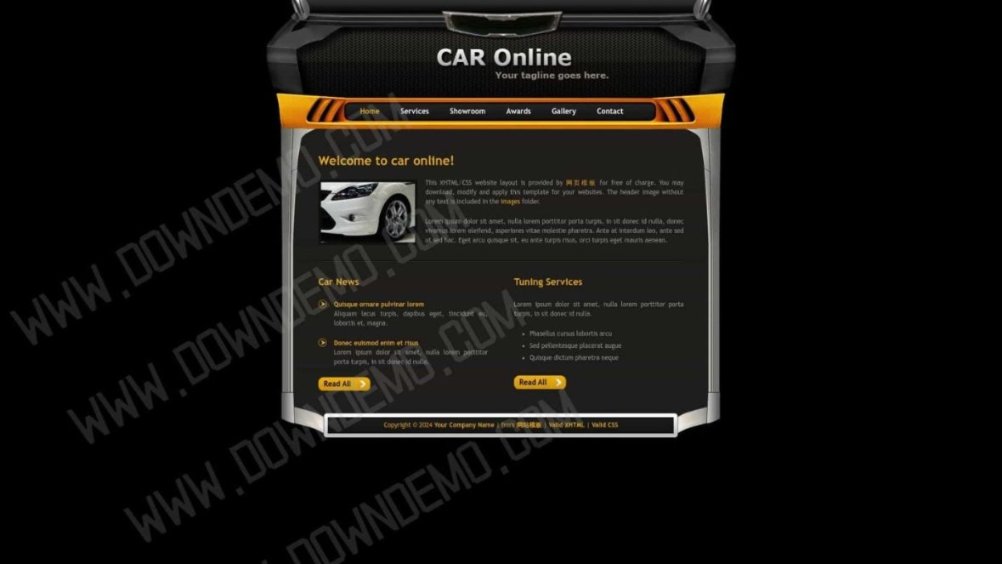 CAR Online
Your tagline goes here.
Home Services Showroom Awards Gallery Contact
Welcome to car online!
This XHTML/CSS website layout is provided by 网页模板 for free of charge. You may
download, modify and apply this template for your websites. The header image without
any text is included in the images folder.
Lorem ipsum dolor sit amet, nulla lorem porttitor porta turpis, in sit donec id nulla, donec
vivamus lorem eleifend, asperiores vitae molestie pharetra. Ante at interdum leo, ante sed
sit sed hac. Eget arcu quisque sit, eu ante turpis risus, orci turpis eget mauris aenean.
Car News
Quisque ornare pulvinar lorem
Aliquam lacus turpis, dapibus eget, tincidunt eu,
lobortis et, magna.
Donec euismod enim et risus
Lorem ipsum dolor sit amet, nulla lorem porttitor
porta turpis, in sit donec id nulla.
Read All
Tuning Services
Lorem ipsum dolor sit amet, nulla lorem porttitor porta
turpis, in sit donec id nulla.
Phasellus cursus lobortis arcu
Sed pellentesque placerat augue
Quisque dictum pharetra neque
Read All
Copyright © 2024 Your Company Name | from 网站模板 | Valid XHTML | Valid CSS
WWW.DOWNDEMO.COM
WWW.DOWNDEMO.COM
WWW.DOWNDEMO.COM
WWW.DOWNDEMO.COM